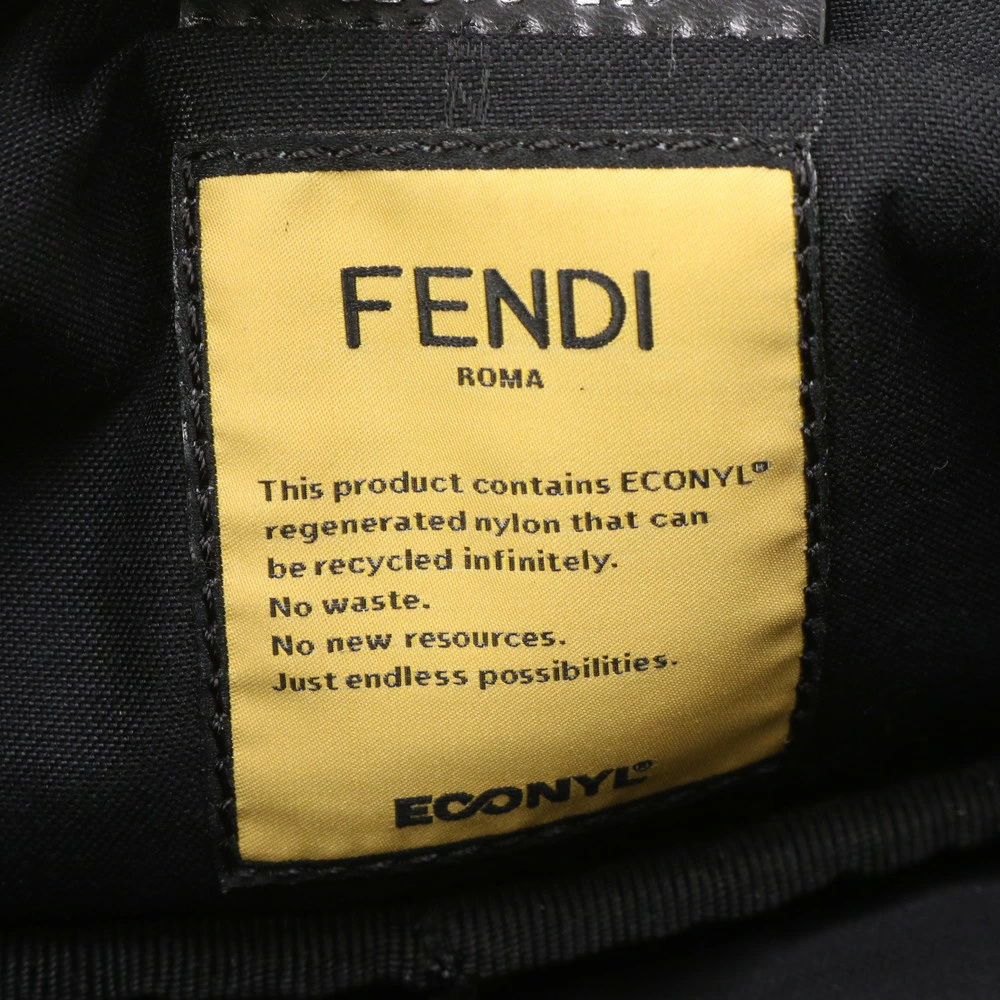 FENDI
ROMA
This product contains ECONYL®
regenerated nylon that can
be recycled infinitely.
No waste.
No new resources.
Just endless possibilities.
ECONYL®